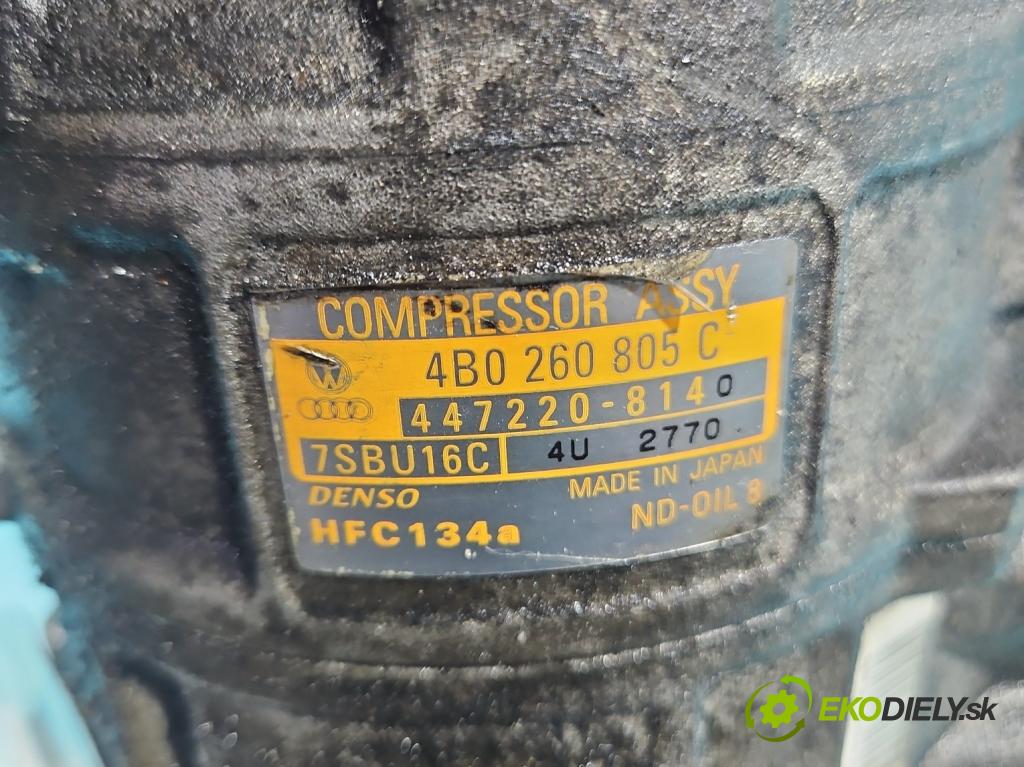 COMPRESSOR ASSY
4B0 260 805 C
447220-8140
7SBU16C 4U 2770
DENSO MADE IN JAPAN
HFC134a ND-OIL 8
EKODIELY.sk